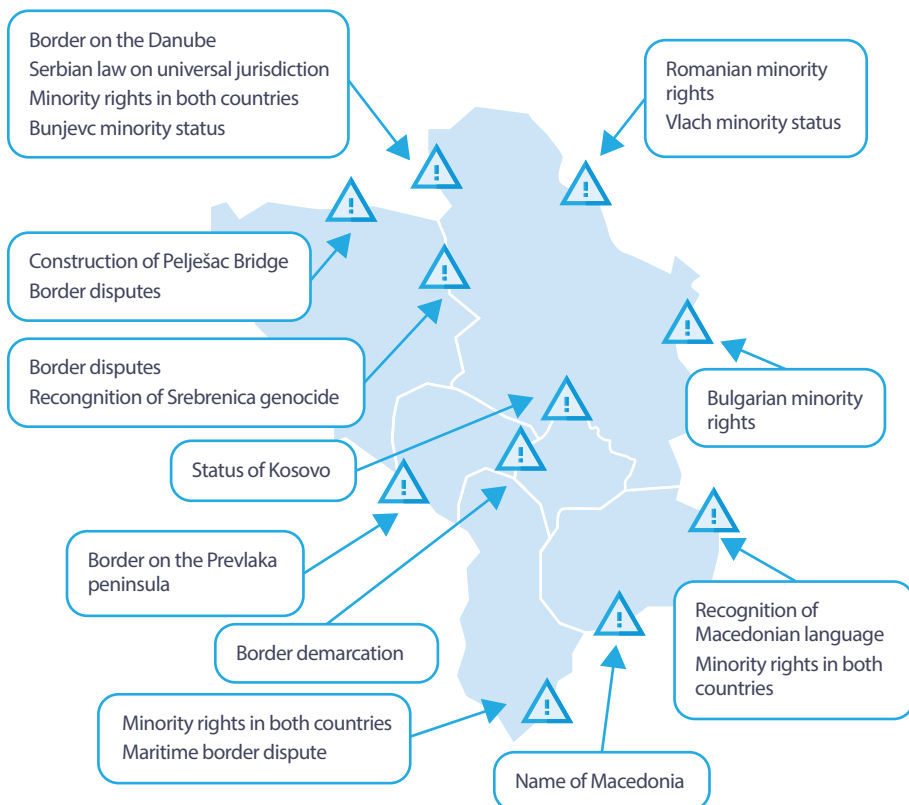 Border on the Danube
Serbian law on universal jurisdiction
Minority rights in both countries
Bunjevc minority status
Romanian minority
rights
Vlach minority status
Construction of Pelješac Bridge
Border disputes
Border disputes
Recongnition of Srebrenica genocide
Bulgarian minority
rights
Status of Kosovo
Border on the Prevlaka
peninsula
Border demarcation
Recognition of
Macedonian language
Minority rights in both
countries
Minority rights in both countries
Maritime border dispute
Name of Macedonia